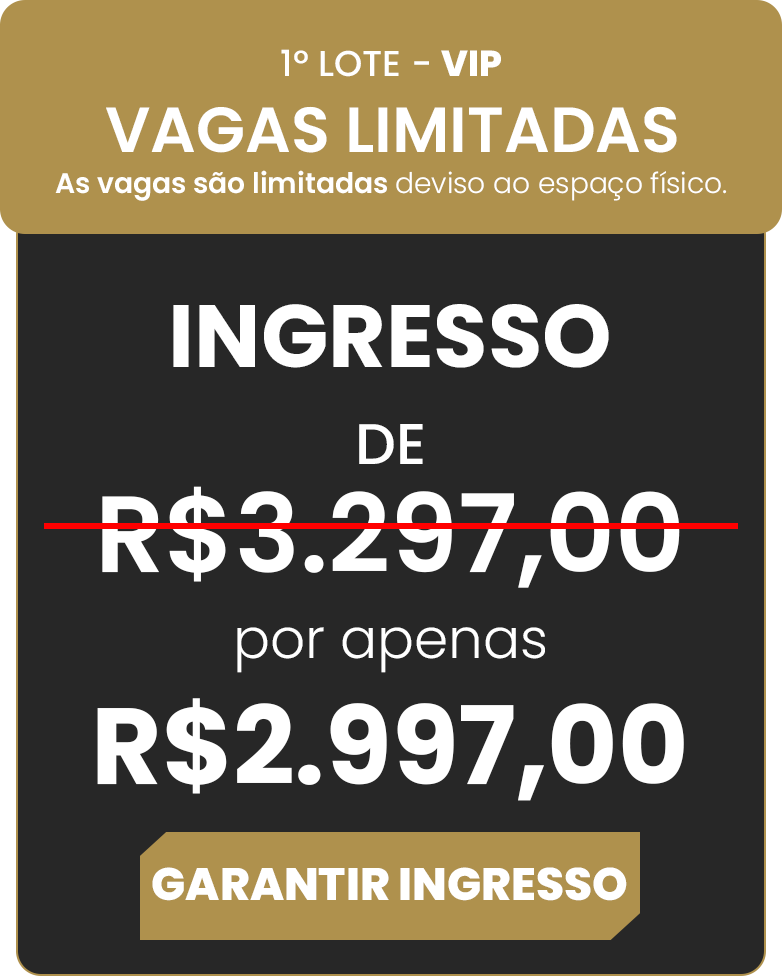 1º LOTE - VIP
VAGAS LIMITADAS
As vagas são limitadas deviso ao espaço físico.
INGRESSO
DE
R$3.297,00
por apenas
R$2.997,00
GARANTIR INGRESSO